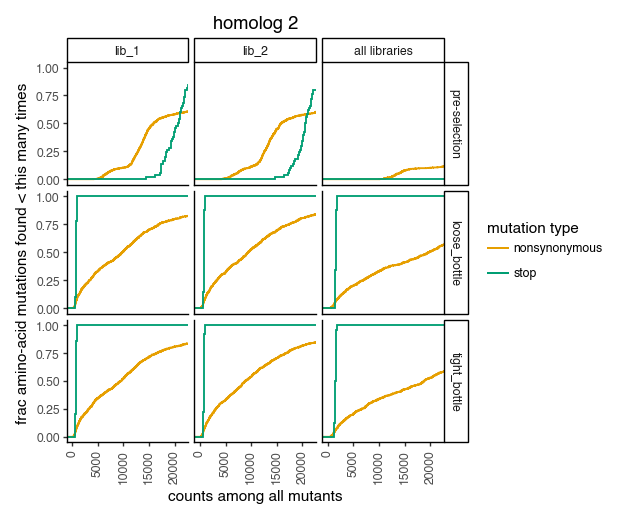 homolog 2
lib_1
lib_2
all libraries
frac amino-acid mutations found < this many times
1.00
0.75
0.50
0.25
0.00
pre-selection
1.00
0.75
0.50
0.25
0.00
loose_bottle
1.00
0.75
0.50
0.25
0.00
tight_bottle
0
5000
10000
15000
20000
0
5000
10000
15000
20000
0
5000
10000
15000
20000
counts among all mutants
mutation type
nonsynonymous
stop